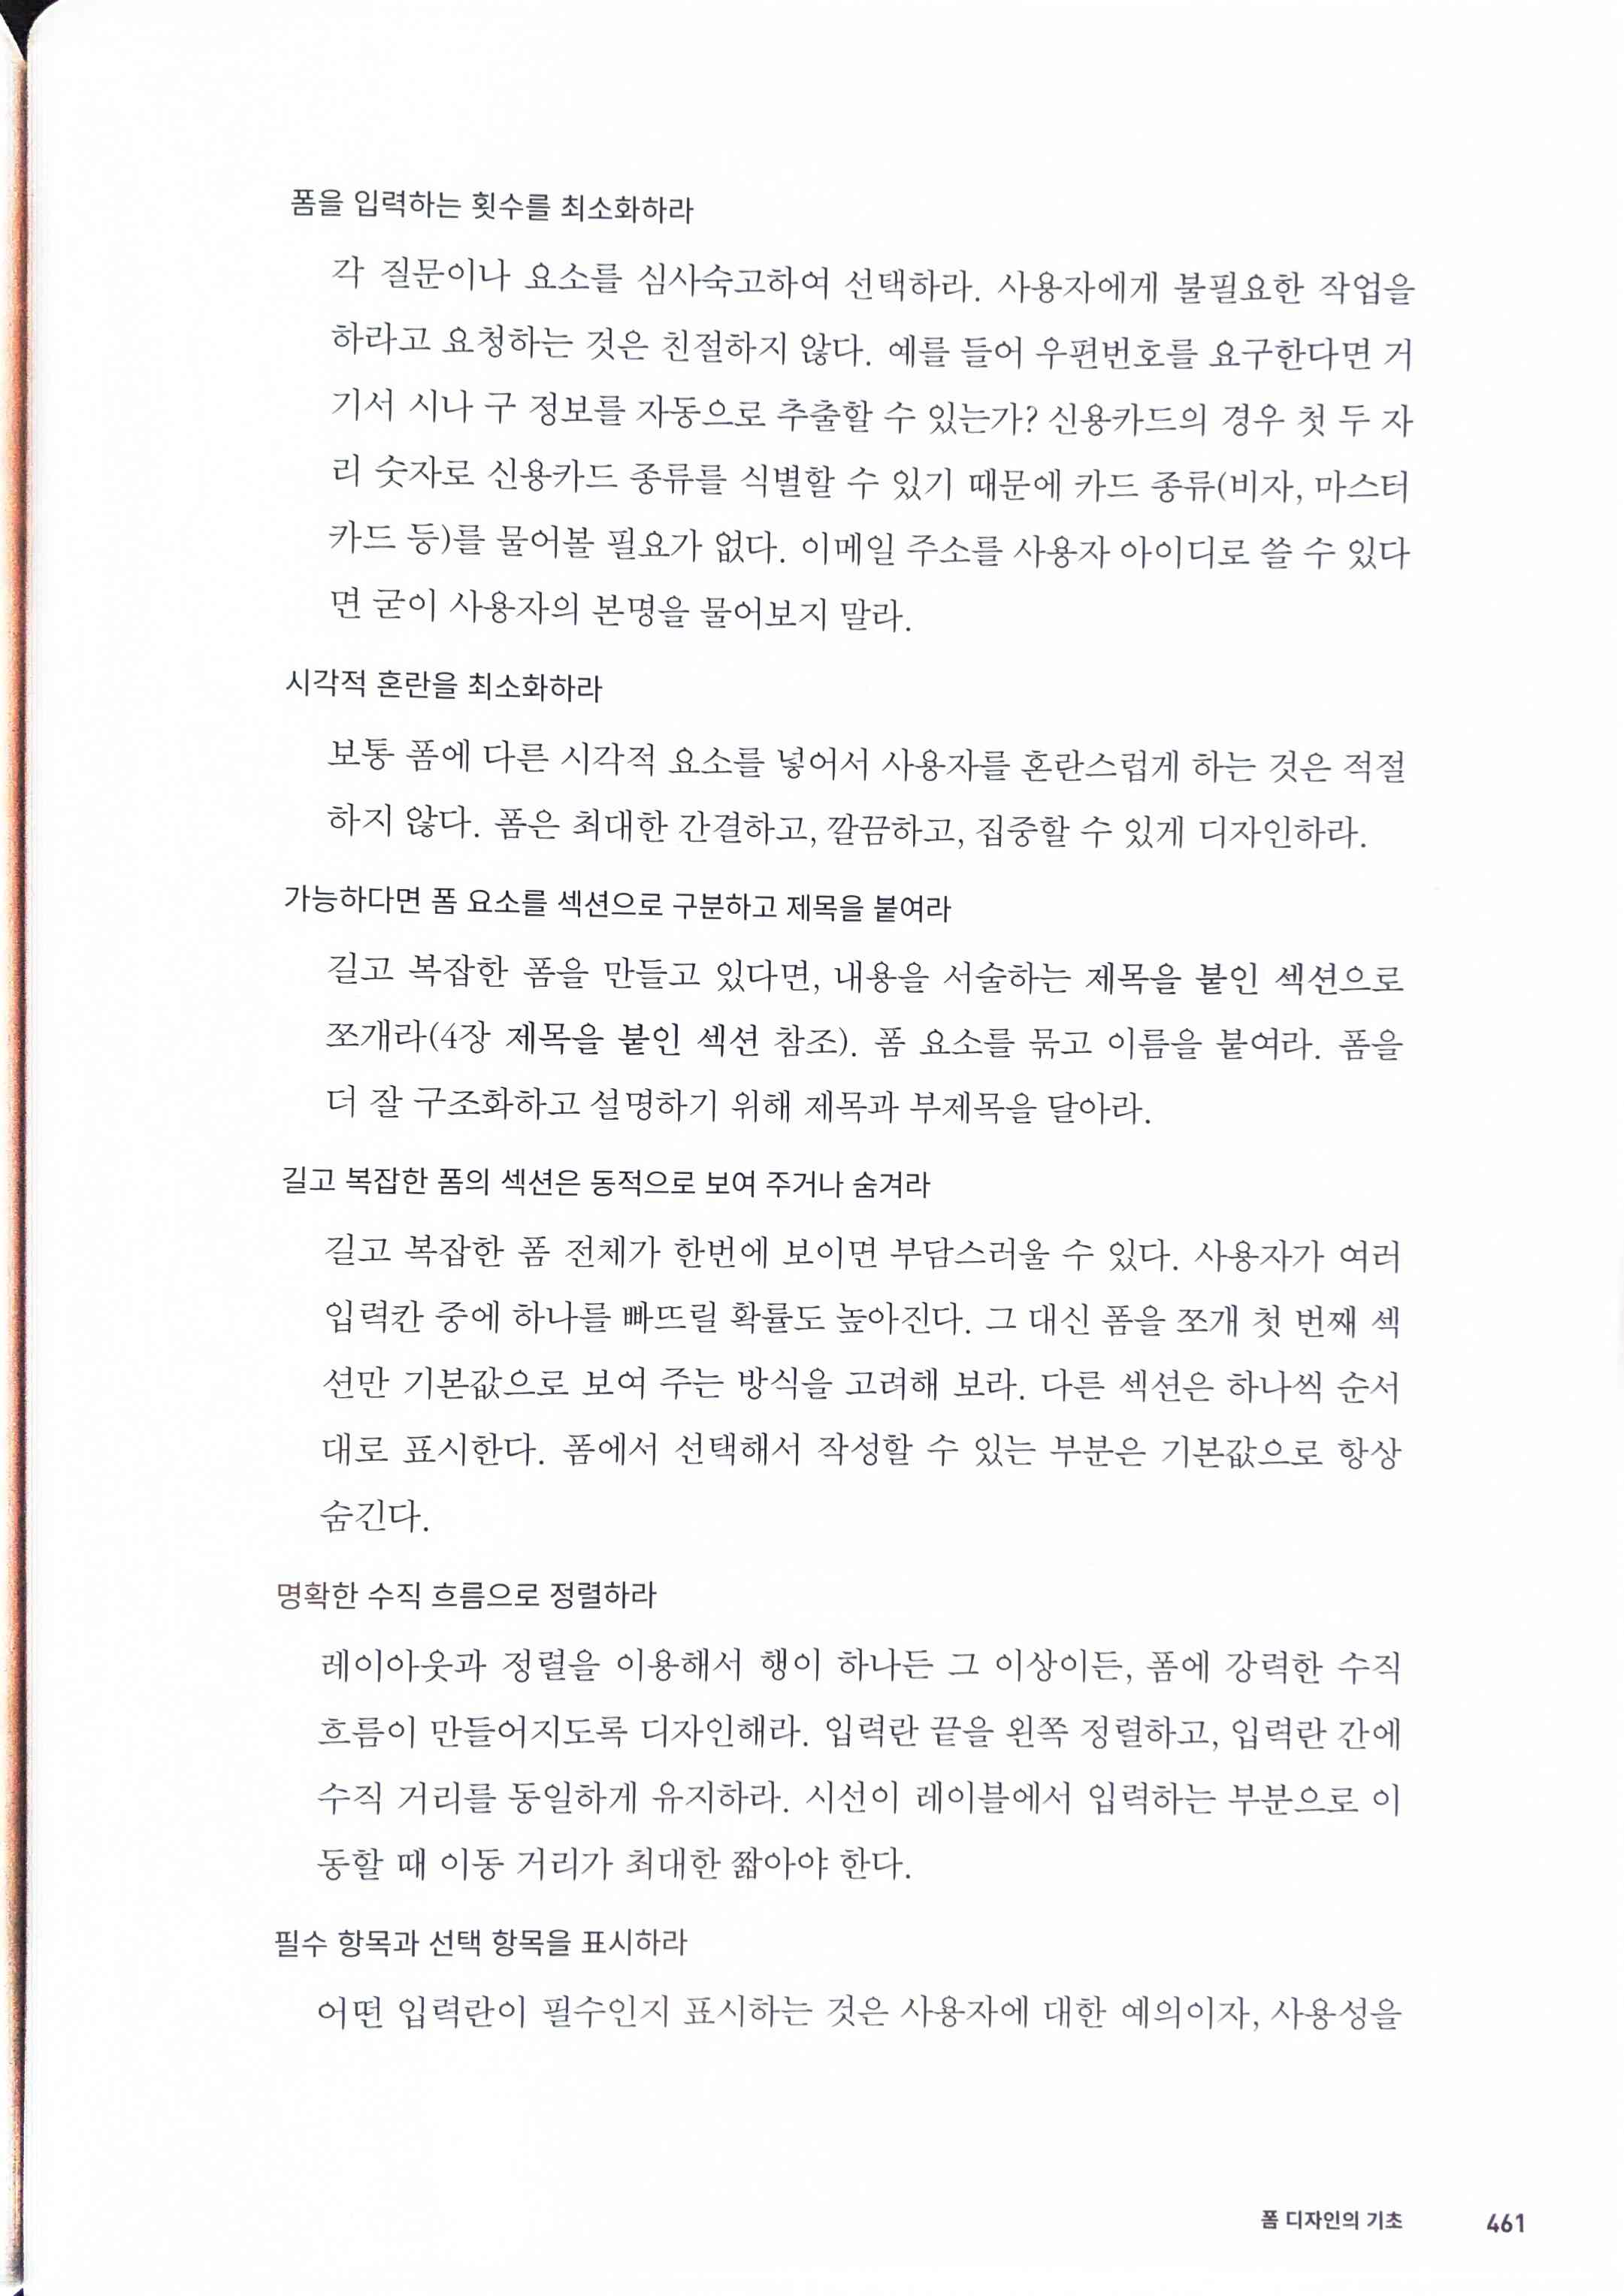 폼을 입력하는 횟수를 최소화하라
각 질문이나 요소를 심사숙고하여 선택하라. 사용자에게 불필요한 작업을
하라고 요청하는 것은 친절하지 않다. 예를 들어 우편번호를 요구한다면 거
기서 시나 구 정보를 자동으로 추출할 수 있는가? 신용카드의 경우 첫 두 자
리 숫자로 신용카드 종류를 식별할 수 있기 때문에 카드 종류(비자, 마스터
카드 등)를 물어볼 필요가 없다. 이메일 주소를 사용자 아이디로 쓸 수 있다
면 굳이 사용자의 본명을 물어보지 말라.
시각적 혼란을 최소화하라
보통 폼에 다른 시각적 요소를 넣어서 사용자를 혼란스럽게 하는 것은 적절
하지 않다. 폼은 최대한 간결하고, 깔끔하고, 집중할 수 있게 디자인하라.
가능하다면 폼 요소를 섹션으로 구분하고 제목을 붙여라
길고 복잡한 폼을 만들고 있다면, 내용을 서술하는 제목을 붙인 섹션으로
쪼개라(4장 제목을 붙인 섹션 참조). 폼 요소를 묶고 이름을 붙여라. 폼을
더 잘 구조화하고 설명하기 위해 제목과 부제목을 달아라.
길고 복잡한 폼의 섹션은 동적으로 보여 주거나 숨겨라
길고 복잡한 폼 전체가 한번에 보이면 부담스러울 수 있다. 사용자가 여러
입력칸 중에 하나를 빠뜨릴 확률도 높아진다. 그 대신 폼을 쪼개 첫 번째 섹
션만 기본값으로 보여 주는 방식을 고려해 보라. 다른 섹션은 하나씩 순서
대로 표시한다. 폼에서 선택해서 작성할 수 있는 부분은 기본값으로 항상
숨긴다.
명확한 수직 흐름으로 정렬하라
레이아웃과 정렬을 이용해서 행이 하나든 그 이상이든, 폼에 강력한 수직
흐름이 만들어지도록 디자인해라. 입력란 끝을 왼쪽 정렬하고, 입력란 간에
수직 거리를 동일하게 유지하라. 시선이 레이블에서 입력하는 부분으로 이
동할 때 이동 거리가 최대한 짧아야 한다.
필수 항목과 선택 항목을 표시하라
어떤 입력란이 필수인지 표시하는 것은 사용자에 대한 예의이자, 사용성을
폼 디자인의 기초 461